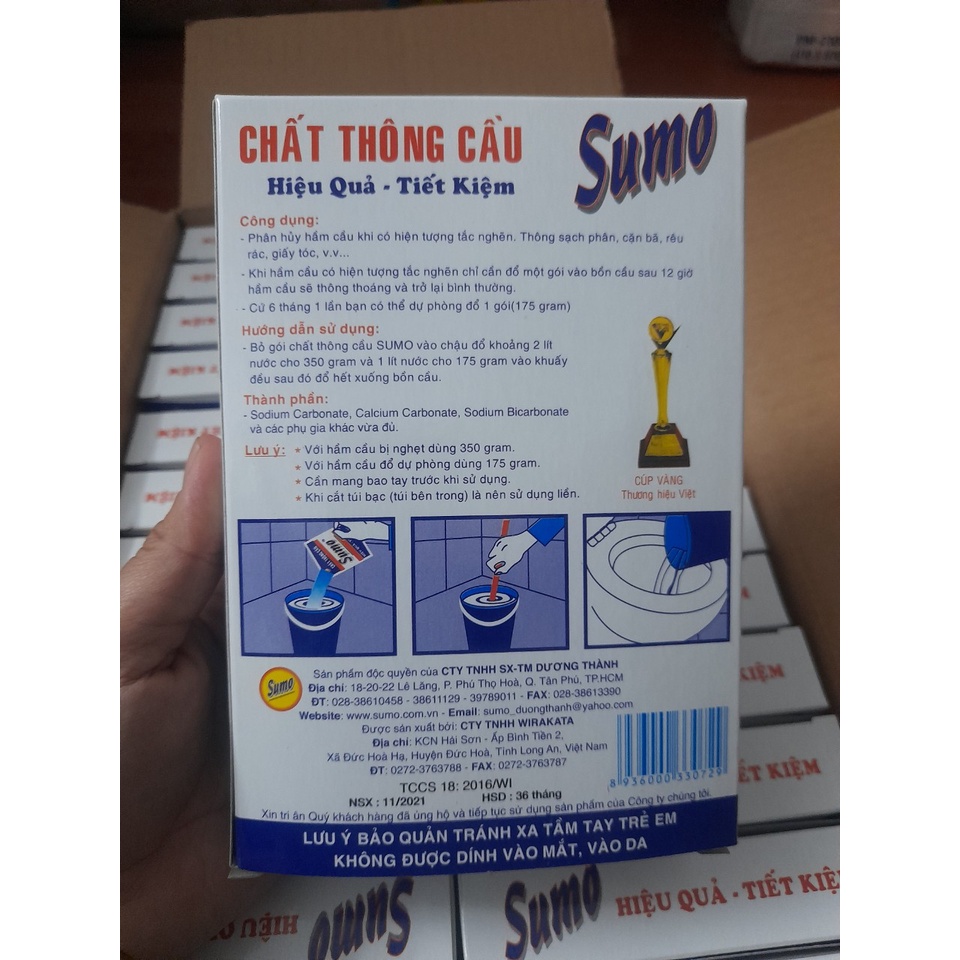 CHẤT THÔNG CẦU
Sumo
Hiệu Quả - Tiết Kiệm
Công dụng:
- Phân hủy hầm cầu khi có hiện tượng tắc nghẽn. Thông sạch phân, cặn bã, rêu
rác, giấy tóc, v.v...
- Khi hầm cầu có hiện tượng tắc nghẽn chỉ cần đổ một gói vào bồn cầu sau 12 giờ
hầm cầu sẽ thông thoáng và trở lại bình thường.
- Cứ 6 tháng 1 lần bạn có thể dự phòng đổ 1 gói(175 gram)
Hướng dẫn sử dụng:
- Bỏ gói chất thông cầu SUMO vào chậu đổ khoảng 2 lít
nước cho 350 gram và 1 lít nước cho 175 gram vào khuấy
đều sau đó đổ hết xuống bồn cầu.
Thành phần:
- Sodium Carbonate, Calcium Carbonate, Sodium Bicarbonate
và các phụ gia khác vừa đủ.
Lưu ý: * Với hầm cầu bị nghẹt dùng 350 gram.
* Với hầm cầu đổ dự phòng dùng 175 gram.
* Cần mang bao tay trước khi sử dụng.
* Khi cắt túi bạc (túi bên trong) là nên sử dụng liền.
CÚP VÀNG
Thương hiệu Việt
Sumo
Sumo
Sản phẩm độc quyền của CTY TNHH SX-TM DƯƠNG THÀNH
Địa chỉ: 18-20-22 Lê Lăng, P. Phú Thọ Hoà, Q. Tân Phú, TP.HCM
ĐT: 028-38610458 - 38611129 - 39789011 - FAX: 028-38613390
Website: www.sumo.com.vn - Email: sumo_duongthanh@yahoo.com
Được sản xuất bởi: CTY TNHH WIRAKATA
Địa chỉ: KCN Hải Sơn - Ấp Bình Tiền 2,
Xã Đức Hoà Hạ, Huyện Đức Hoà, Tỉnh Long An, Việt Nam
ĐT: 0272-3763788 - FAX: 0272-3763787
8 936000 330729
TCCS 18: 2016/WI
NSX : 11/2021 HSD : 36 tháng
Xin tri ân Quý khách hàng đã ủng hộ và tiếp tục sử dụng sản phẩm của Công ty chúng tôi.
LƯU Ý BẢO QUẢN TRÁNH XA TẦM TAY TRẺ EM
KHÔNG ĐƯỢC DÍNH VÀO MẮT, VÀO DA
KIỆM
ẾT KIỆM
HIỆU Q
Sumo
Sumo
HIỆU QUẢ - TIẾT KIỆ